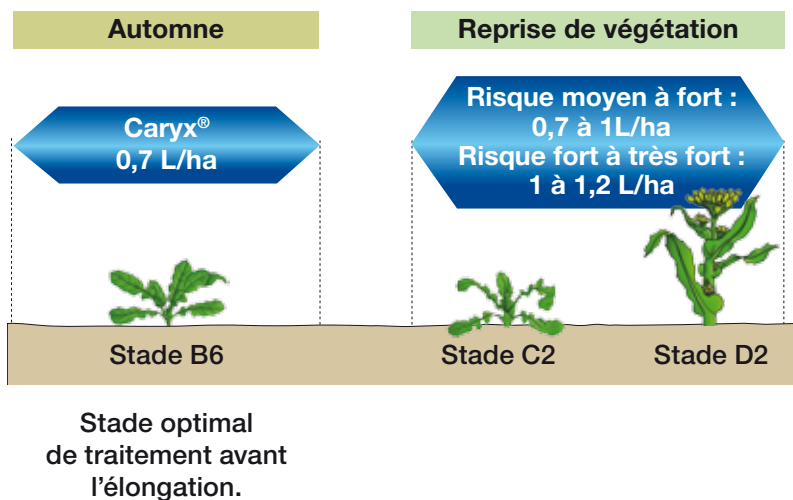 Automne
Reprise de végétation
Caryx®
0,7 L/ha
Risque moyen à fort :
0,7 à 1L/ha
Risque fort à très fort :
1 à 1,2 L/ha
Stade B6
Stade C2
Stade D2
Stade optimal
de traitement avant
l'élongation.